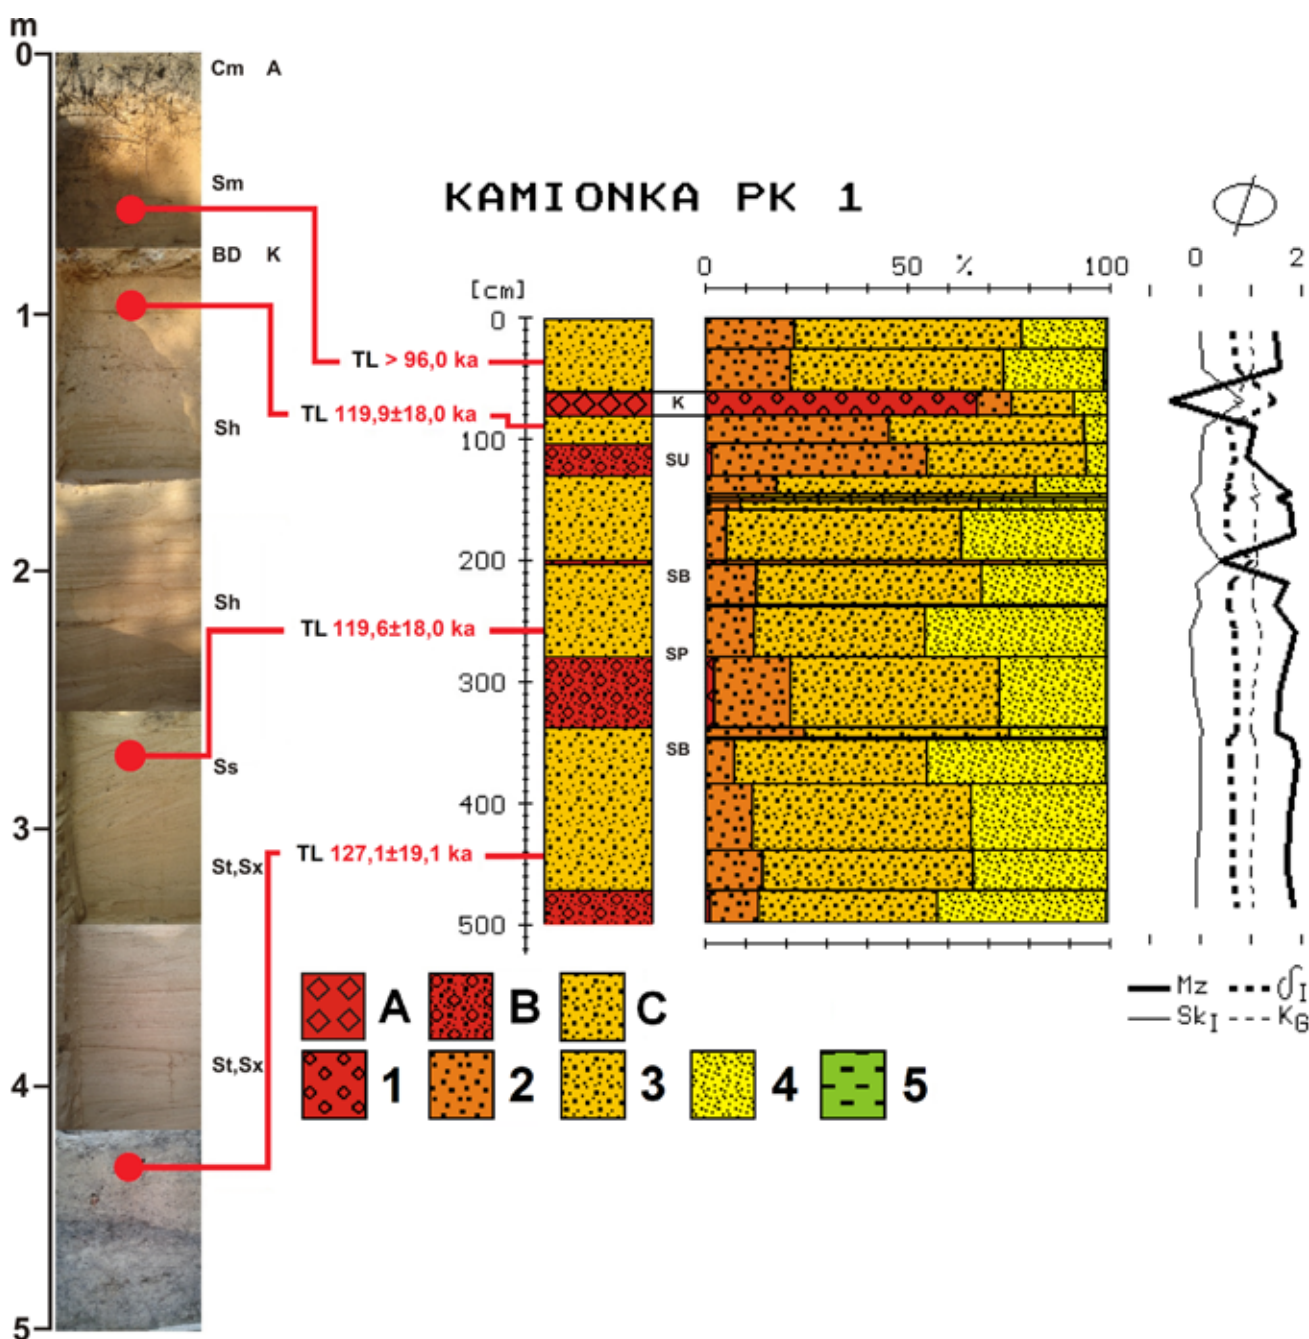 m
0
Cm A
Sm
BD K
1
Sh
2
Sh
Ss
3
St,Sx
4
St,Sx
5
KAMIONKA PK 1
TL > 96,0 ka
TL 119,9±18,0 ka
TL 119,6±18,0 ka
TL 127,1±19,1 ka
[cm]
0
100
200
300
400
500
K
SU
SB
SP
SB
0 50 % 100
0 2
Mz δI
SkI KG
A B C
1 2 3 4 5